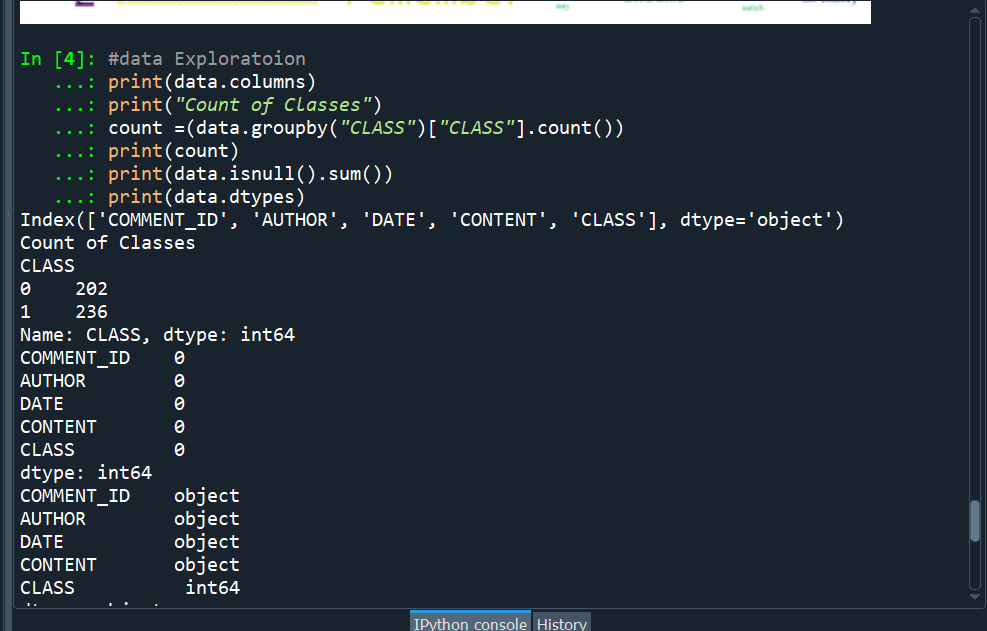 In [4]: #data Exploratoion
   ...: print(data.columns)
   ...: print("Count of Classes")
   ...: count =(data.groupby("CLASS")["CLASS"].count())
   ...: print(count)
   ...: print(data.isnull().sum())
   ...: print(data.dtypes)
Index(['COMMENT_ID', 'AUTHOR', 'DATE', 'CONTENT', 'CLASS'], dtype='object')
Count of Classes
CLASS
0    202
1    236
Name: CLASS, dtype: int64
COMMENT_ID    0
AUTHOR        0
DATE          0
CONTENT       0
CLASS         0
dtype: int64
COMMENT_ID    object
AUTHOR        object
DATE          object
CONTENT       object
CLASS          int64
IPython console History